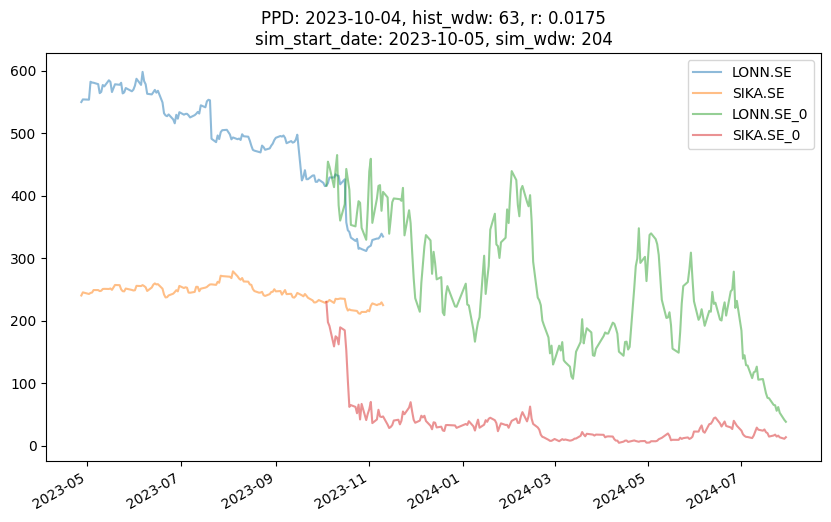 PPD: 2023-10-04, hist_wdw: 63, r: 0.0175
sim_start_date: 2023-10-05, sim_wdw: 204
LONN.SE
SIKA.SE
LONN.SE_0
SIKA.SE_0
600
500
400
300
200
100
0
2023-05
2023-07
2023-09
2023-11
2024-01
2024-03
2024-05
2024-07